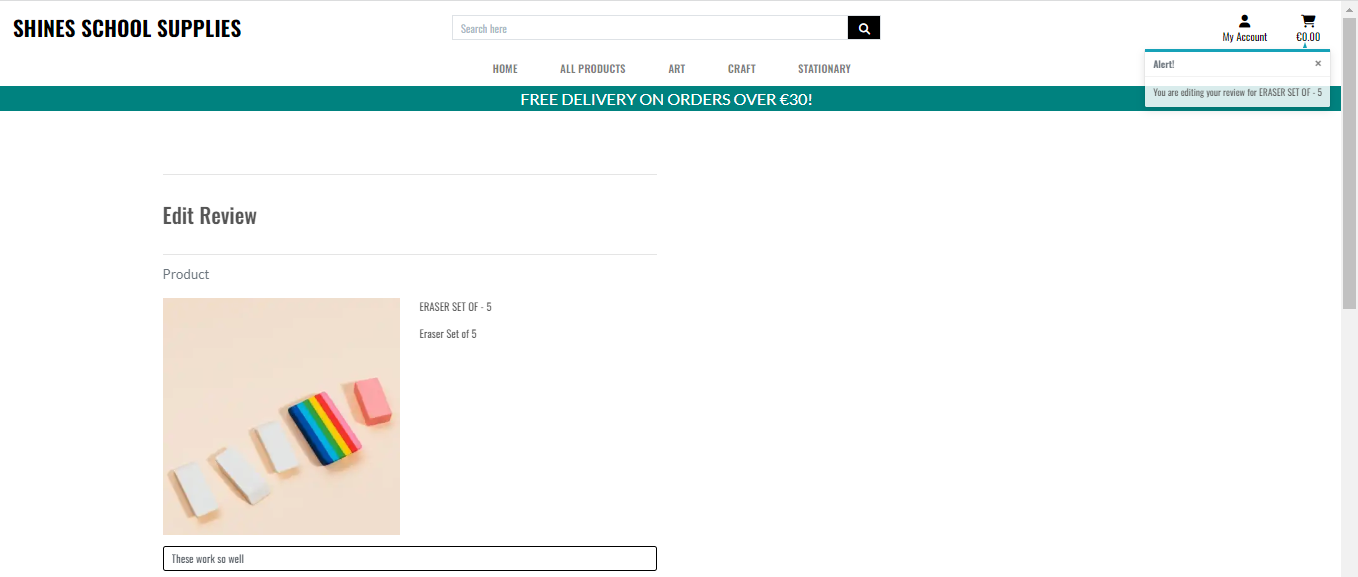 SHINES SCHOOL SUPPLIES
Search here
My Account
€0.00
HOME
ALL PRODUCTS
ART
CRAFT
STATIONARY
Alert!
×
You are editing your review for ERASER SET OF - 5
FREE DELIVERY ON ORDERS OVER €30!
Edit Review
Product
ERASER SET OF - 5
Eraser Set of 5
These work so well